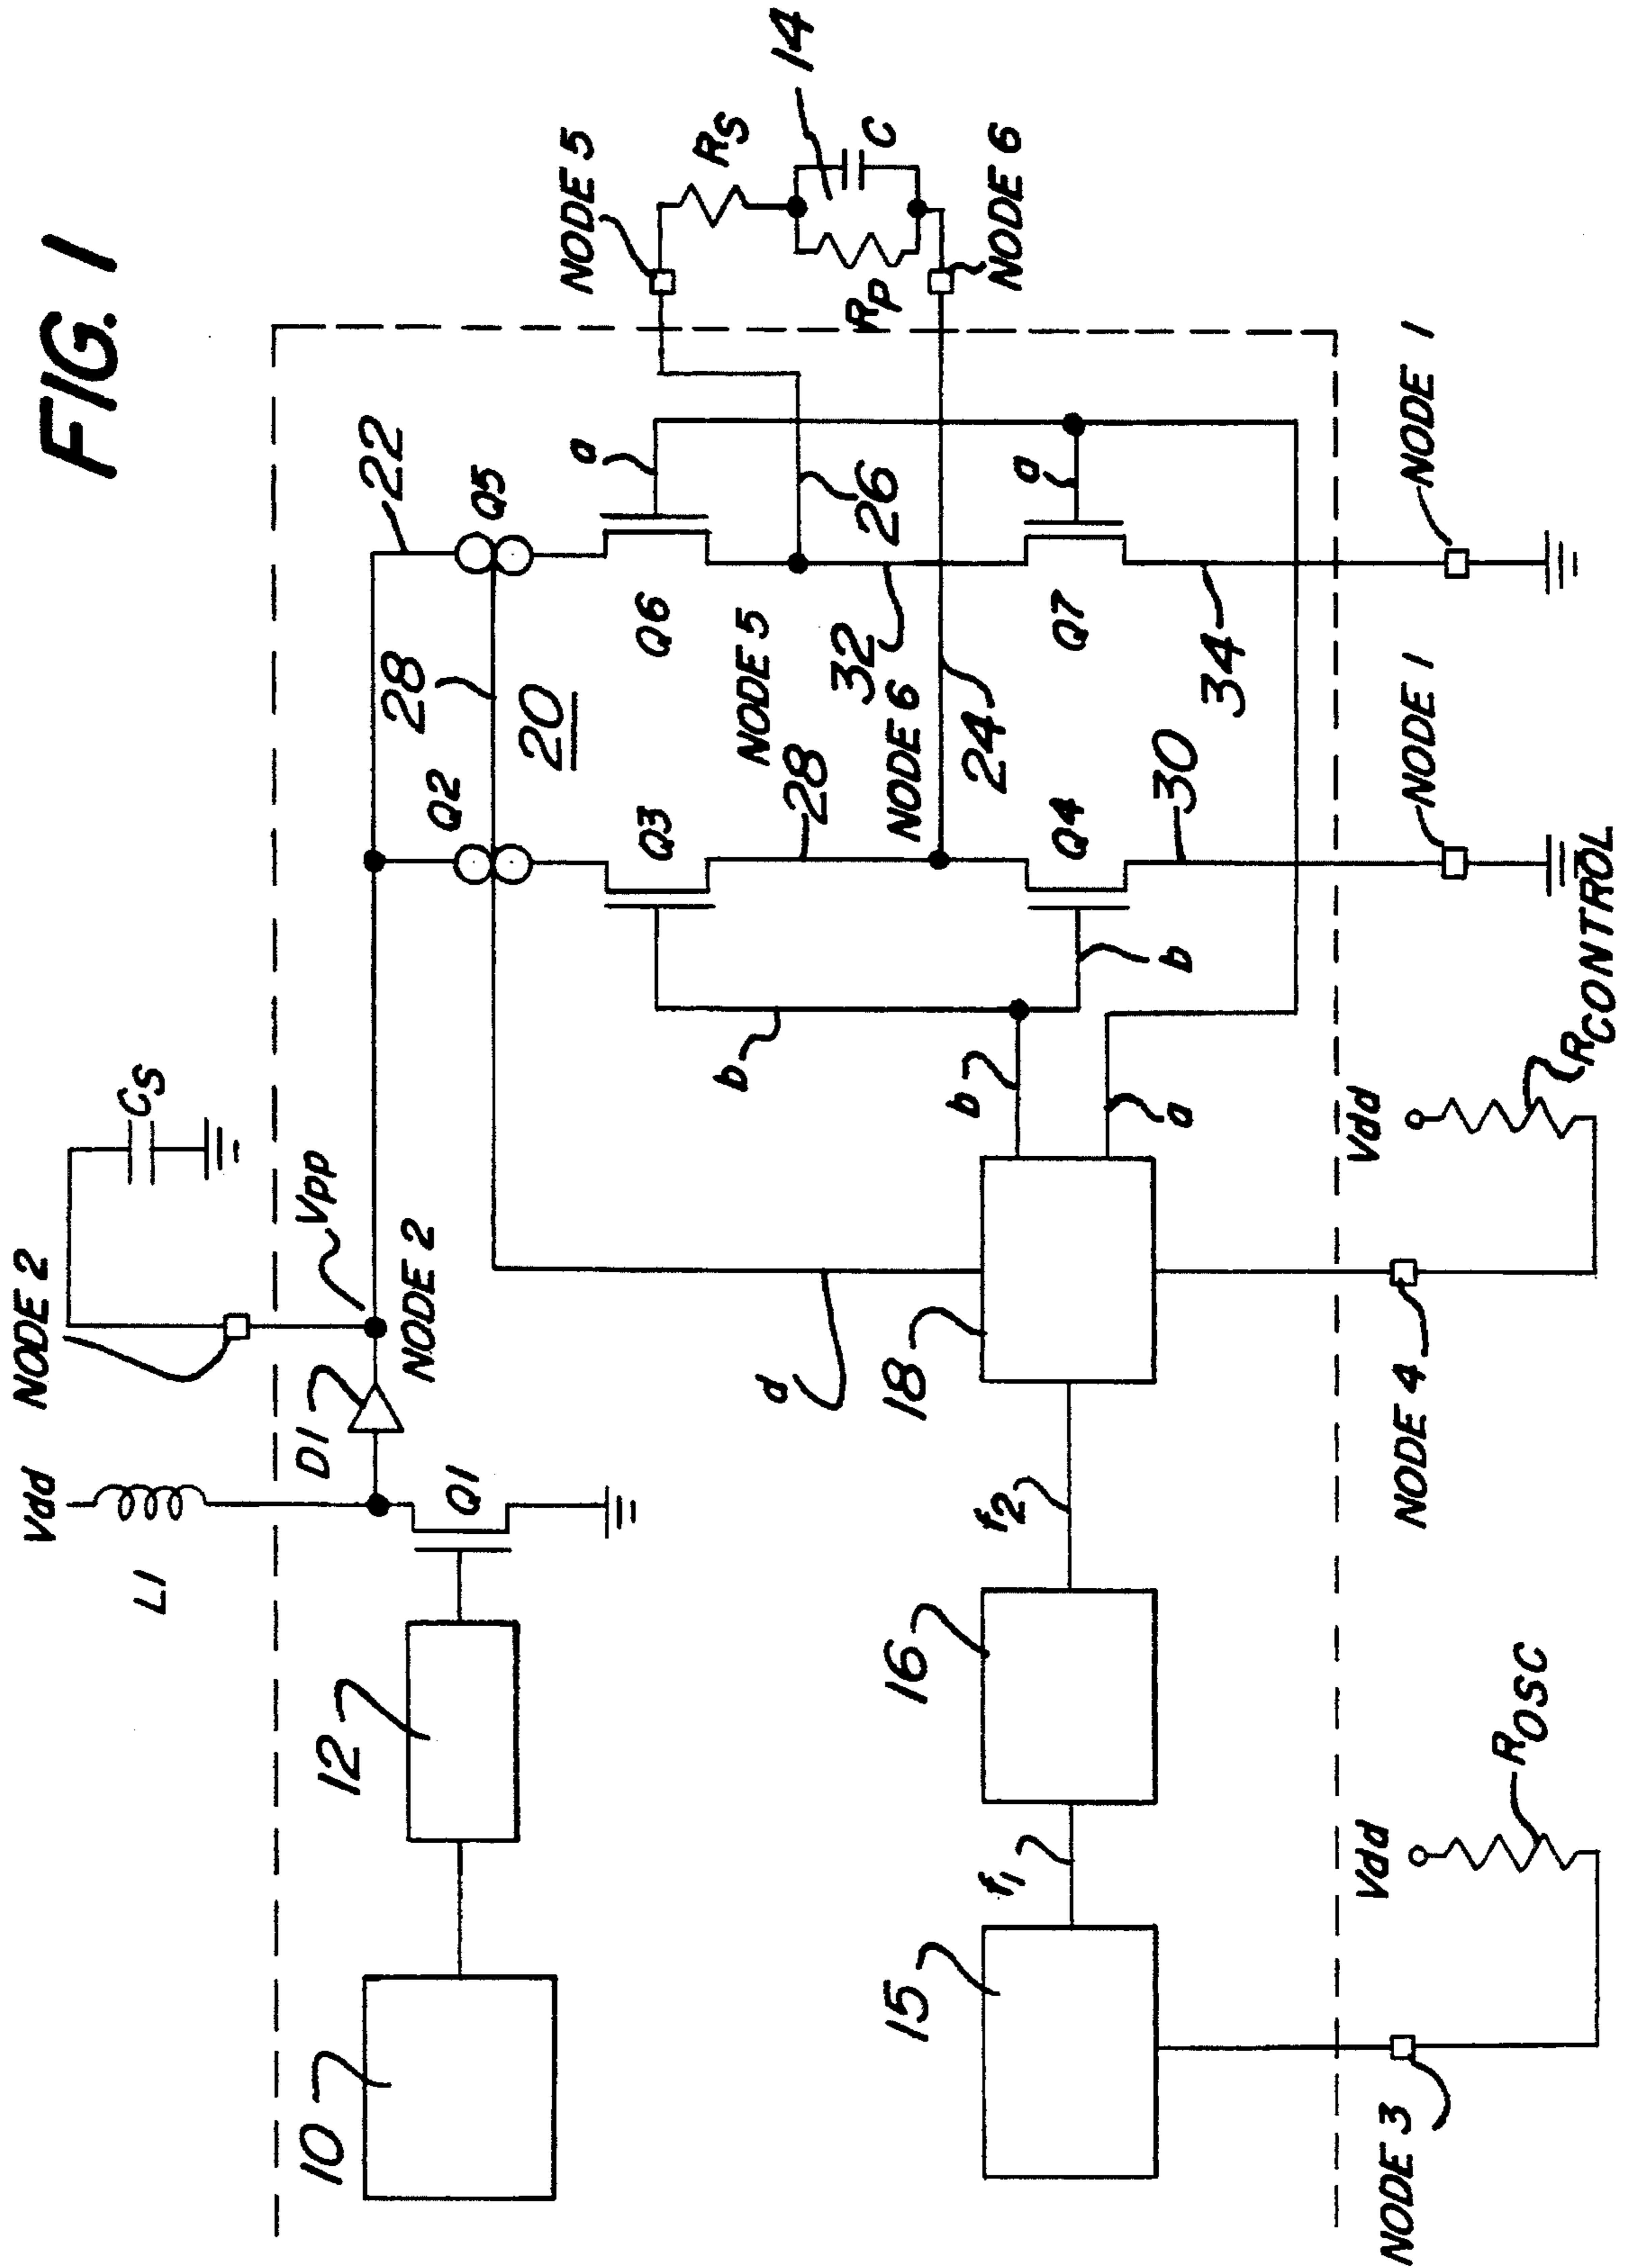 FIG. 1
NODE 2
Vdd
L1
CS
D1
Vpp
NODE 2
Q1
10
12
22
28
Q2
Q5
20
a
Q3
Q6
NODE 5
RS
14
C
RP
NODE 6
26
NODE 5
28
32
NODE 6
24
a
Q4
Q7
b
b
b
a
30
34
d
18
f2
16
f1
15
NODE 1
NODE 1
NODE 4
Vdd
RCONTROL
NODE 3
Vdd
ROSC